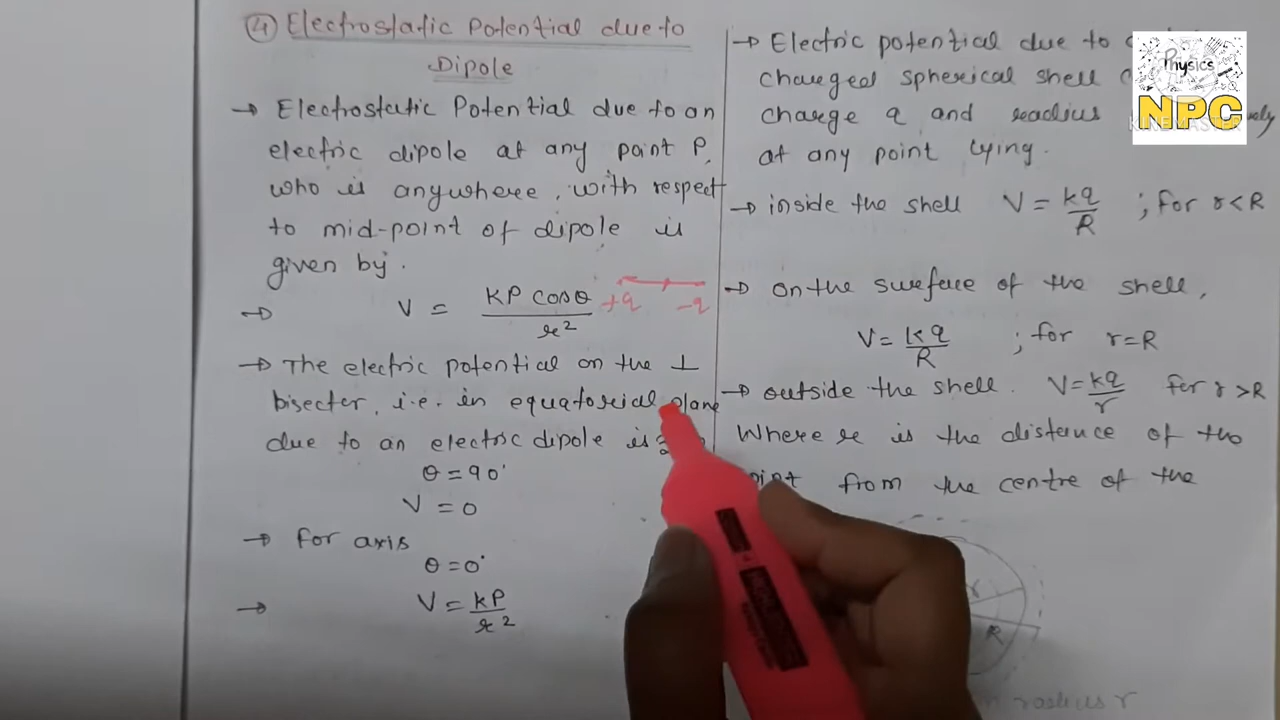 ④ Electrostatic Potential due to
Dipole
→ Electrostatic Potential due to an
electric dipole at any point P,
who is anywhere, with respect
to mid-point of dipole is
given by.
→ V = KP cosθ / r²
+q -q
→ The electric potential on the ⊥
bisecter, i.e. in equatorial plane
due to an electric dipole is
θ = 90°
V = 0
→ for axis
θ = 0°
→ V = KP / r²
→ Electric potential due to
charged spherical shell
charge q and readius
at any point lying.
→ inside the shell V = kq / R ; for r < R
→ on the surface of the shell,
V = kq / R ; for r = R
→ outside the shell. V = kq / r for r > R
Where r is the distance of the
from the centre of the
r
R
radius r
Physics
NPC